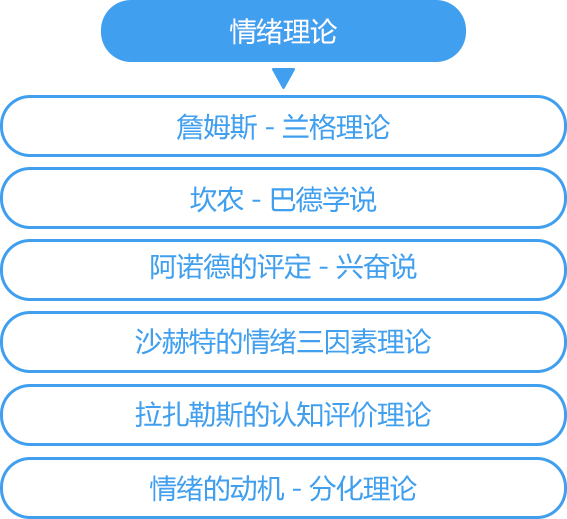 情绪理论
詹姆斯 - 兰格理论
坎农 - 巴德学说
阿诺德的评定 - 兴奋说
沙赫特的情绪三因素理论
拉扎勒斯的认知评价理论
情绪的动机 - 分化理论